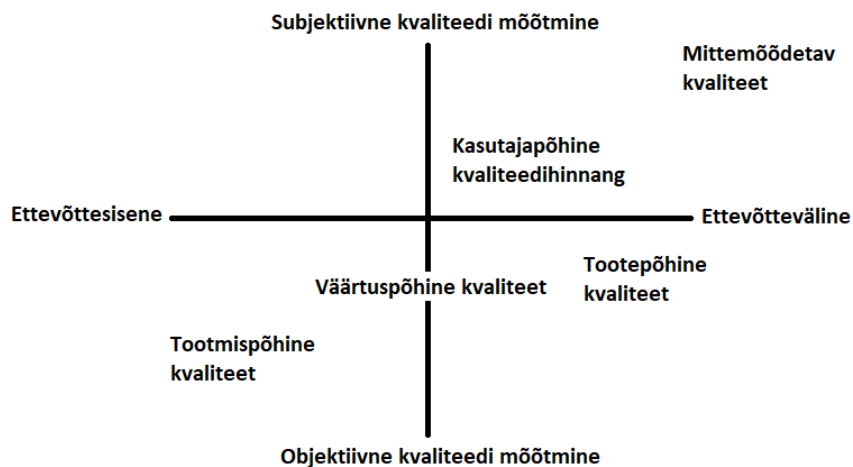 Subjektiivne kvaliteedi mõõtmine
Mittemõõdetav
kvaliteet
Kasutajapõhine
kvaliteedihinnang
Ettevõttesisene
Ettevõtteväline
Tootepõhine
kvaliteet
Väärtuspõhine kvaliteet
Tootmispõhine
kvaliteet
Objektiivne kvaliteedi mõõtmine